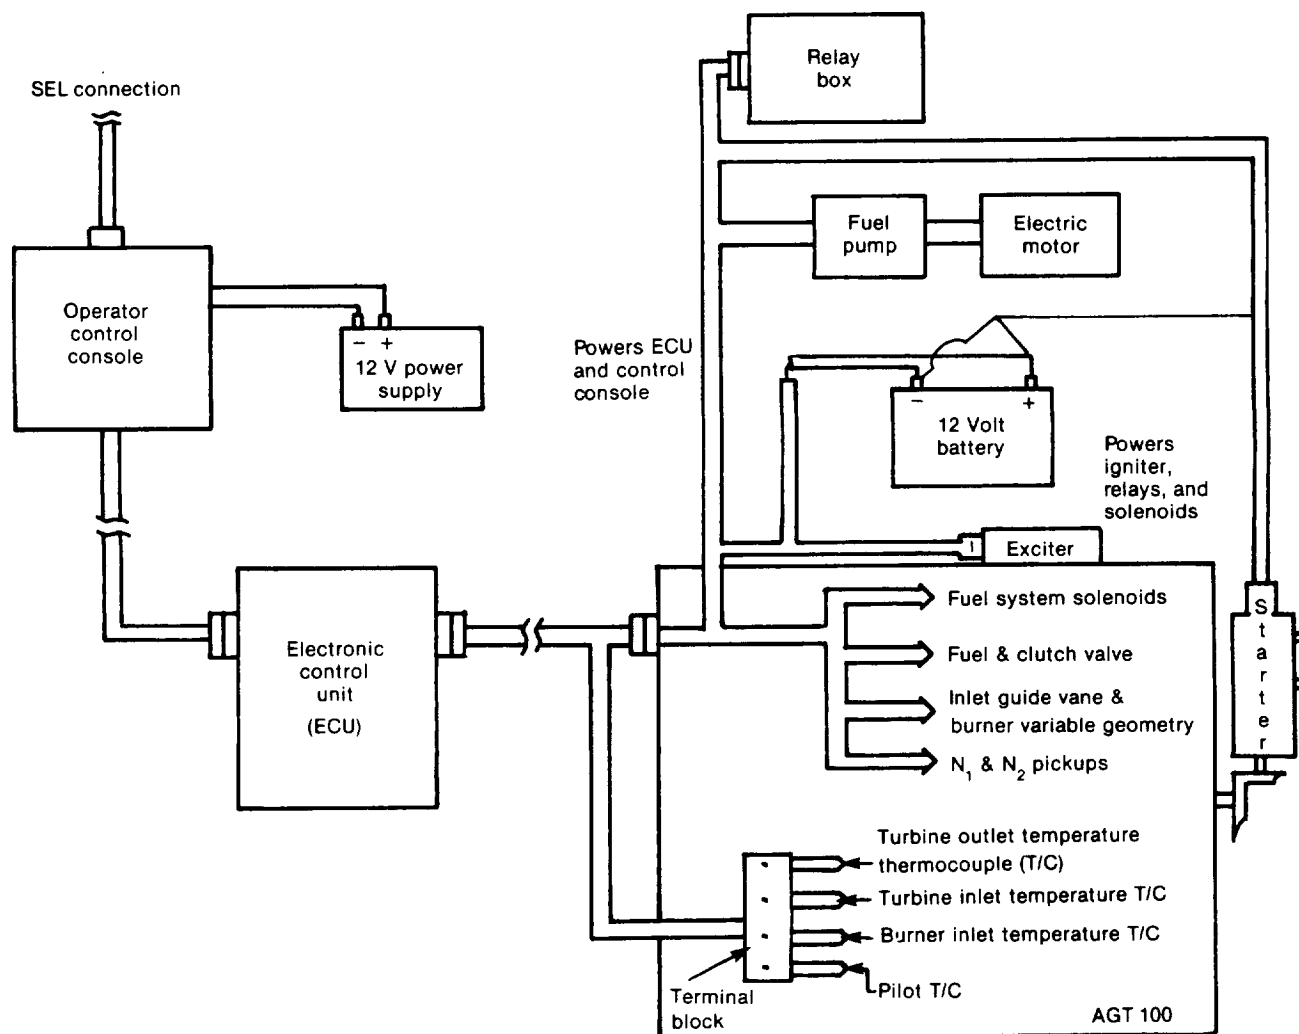 Relay
box
SEL connection
Fuel
pump
Electric
motor
Operator
control
console
- +
12 V power
supply
Powers ECU
and control
console
- +
12 Volt
battery
Powers
igniter,
relays, and
solenoids
Exciter
Fuel system solenoids
Starter
Electronic
control
unit
(ECU)
Fuel & clutch valve
Inlet guide vane &
burner variable geometry
N1 & N2 pickups
Turbine outlet temperature
thermocouple (T/C)
Turbine inlet temperature T/C
Burner inlet temperature T/C
Pilot T/C
Terminal
block
AGT 100